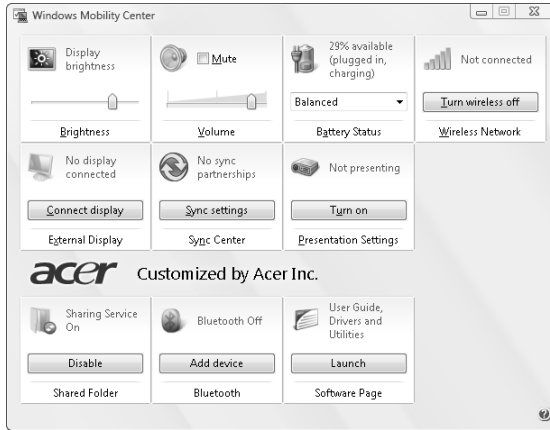 Windows Mobility Center
Display
brightness
Brightness
Mute
Volume
29% available
(plugged in,
charging)
Balanced
Battery Status
Not connected
Turn wireless off
Wireless Network
No display
connected
Connect display
External Display
No sync
partnerships
Sync settings
Sync Center
Not presenting
Turn on
Presentation Settings
acer Customized by Acer Inc.
Sharing Service
On
Disable
Shared Folder
Bluetooth Off
Add device
Bluetooth
User Guide,
Drivers and
Utilities
Launch
Software Page